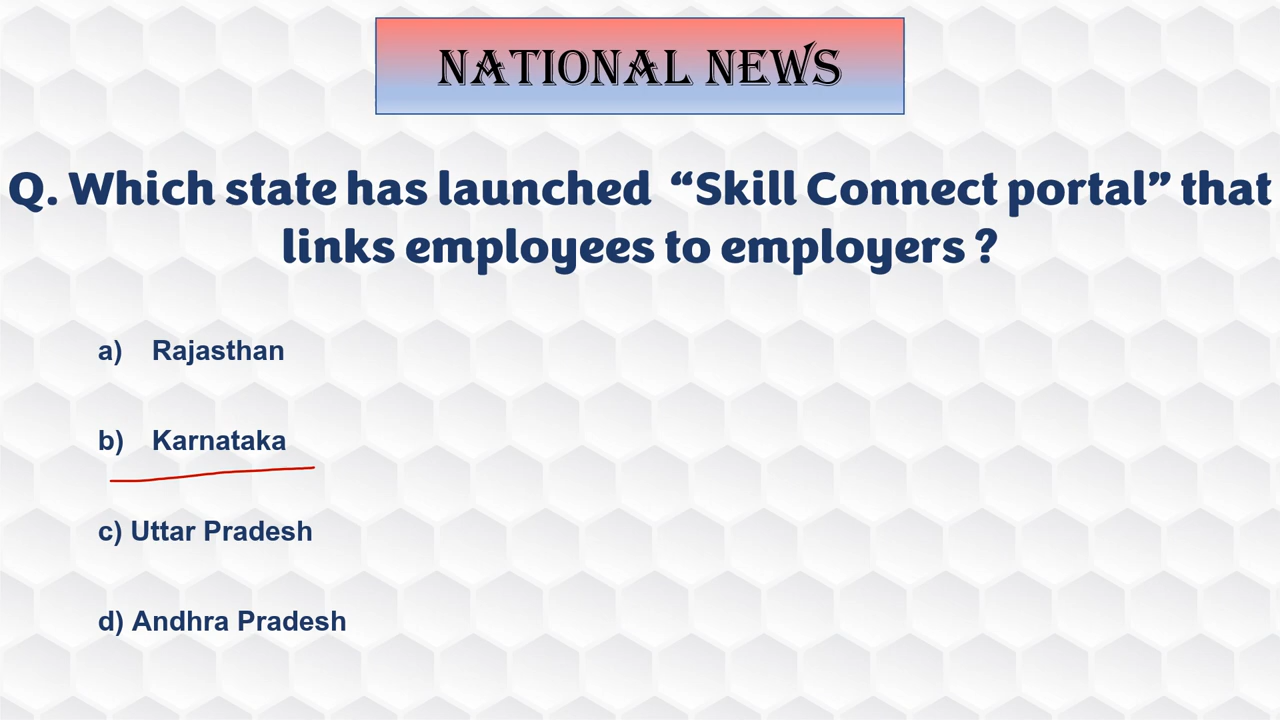 NATIONAL NEWS
Q. Which state has launched “Skill Connect portal” that
links employees to employers ?
a) Rajasthan
b) Karnataka
c) Uttar Pradesh
d) Andhra Pradesh